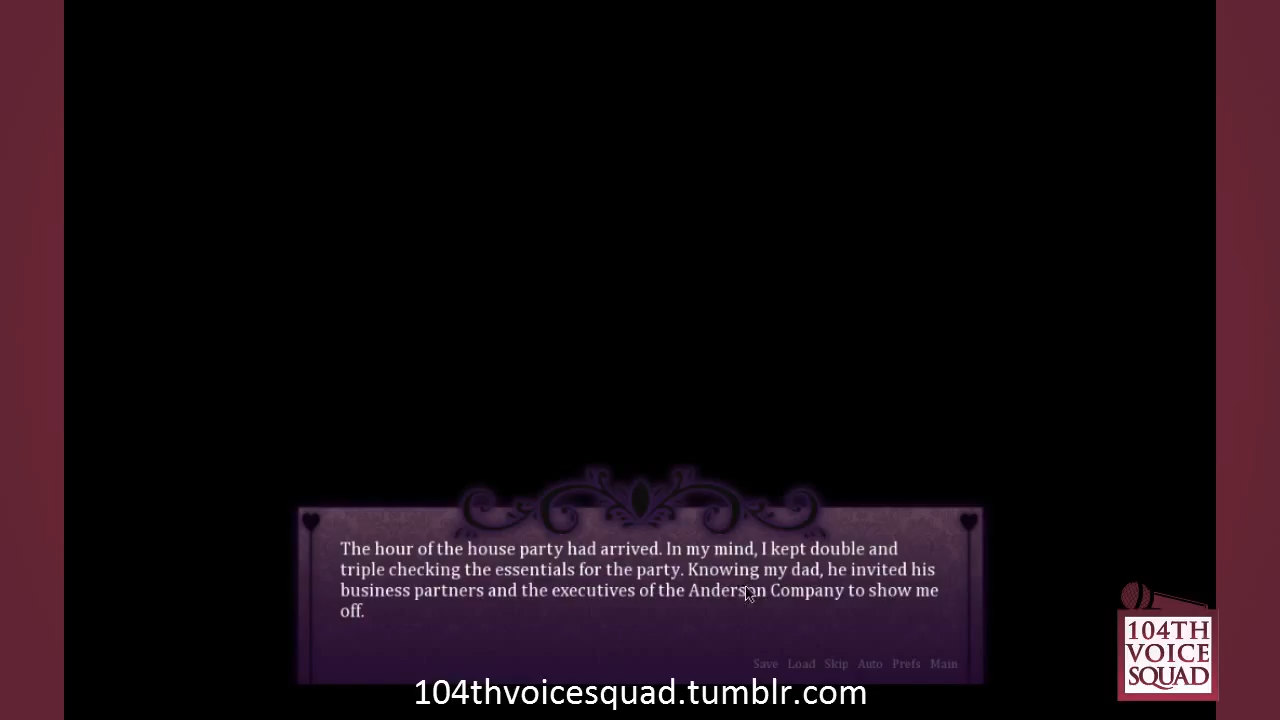 The hour of the house party had arrived. In my mind, I kept double and
triple checking the essentials for the party. Knowing my dad, he invited his
business partners and the executives of the Anderson Company to show me
off.
Save Load Skip Auto Prefs Main
104thvoicesquad.tumblr.com
104TH
VOICE
SQUAD